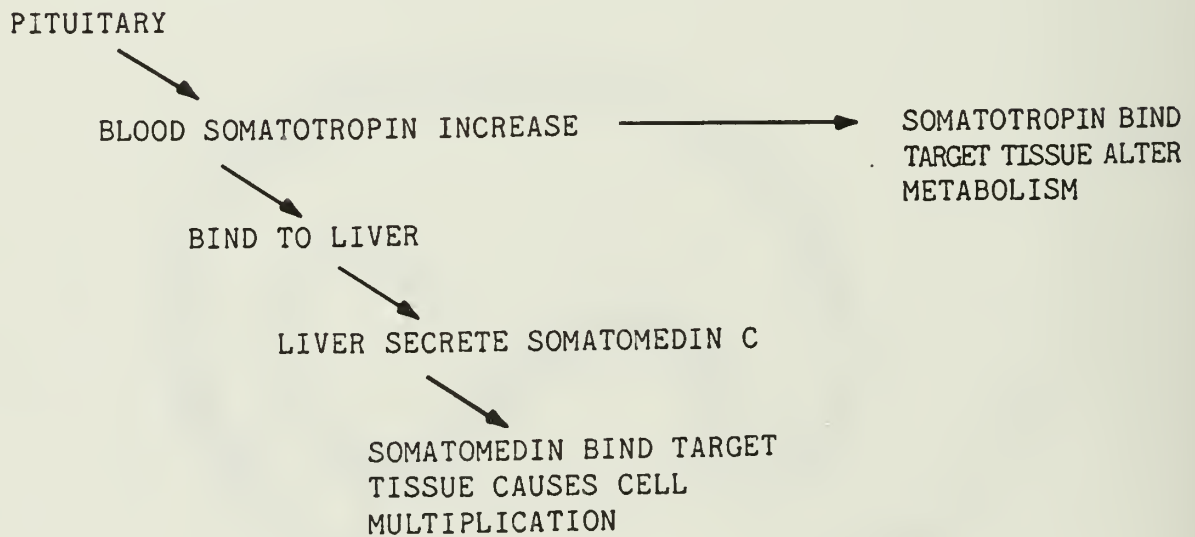 PITUITARY
BLOOD SOMATOTROPIN INCREASE
SOMATOTROPIN BIND
TARGET TISSUE ALTER
METABOLISM
BIND TO LIVER
LIVER SECRETE SOMATOMEDIN C
SOMATOMEDIN BIND TARGET
TISSUE CAUSES CELL
MULTIPLICATION